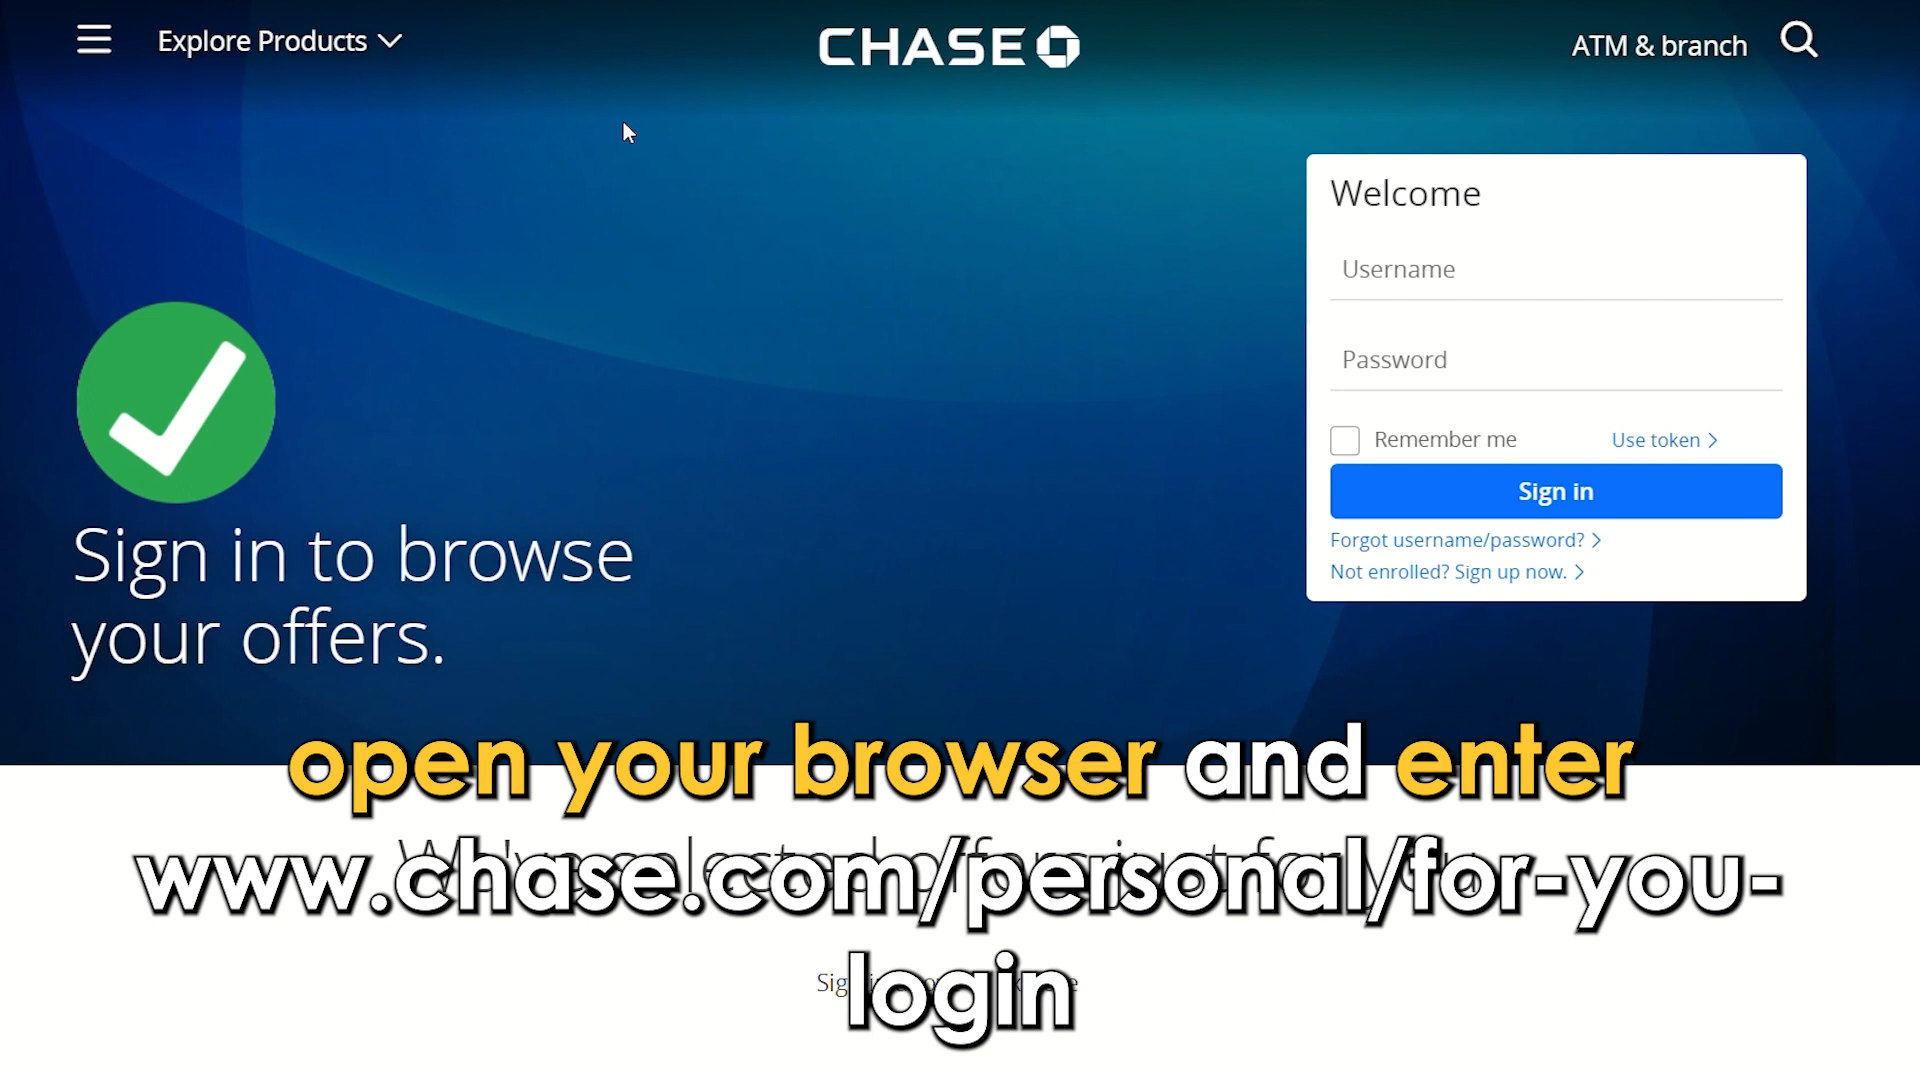 Explore Products
CHASE
ATM & branch
Welcome
Username
Password
Remember me
Use token
Sign in
Forgot username/password?
Not enrolled? Sign up now.
Sign in to browse
your offers.
open your browser and enter
www.chase.com/personal/for-you-
login